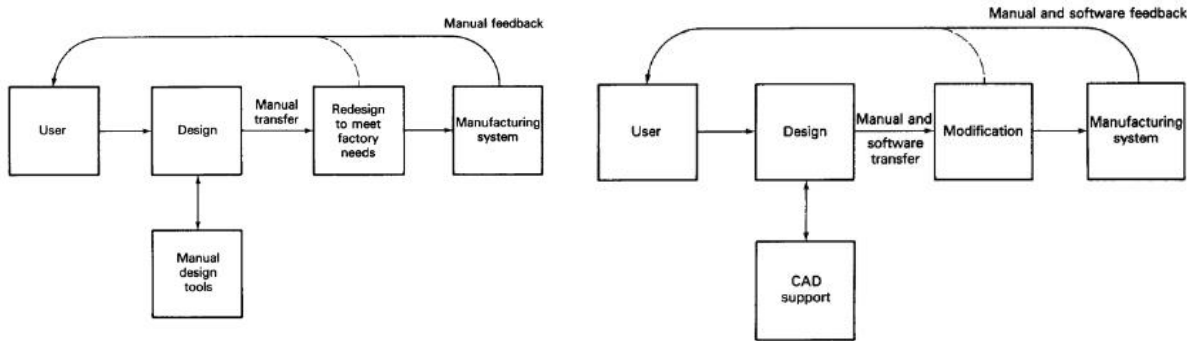 Manual feedback
User
Design
Manual
transfer
Redesign
to meet
factory
needs
Manufacturing
system
Manual
design
tools
Manual and software feedback
User
Design
Manual and
software
transfer
Modification
Manufacturing
system
CAD
support